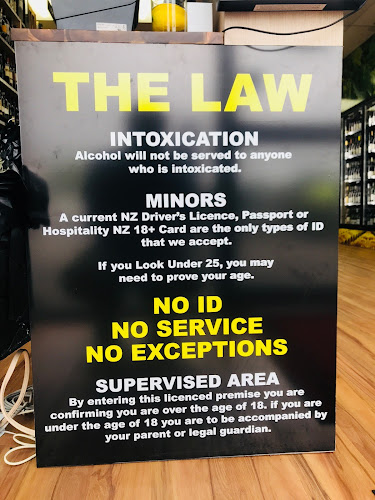 THE LAW
INTOXICATION
Alcohol will not be served to anyone
who is intoxicated.
MINORS
A current NZ Driver's Licence, Passport or
Hospitality NZ 18+ Card are the only types of ID
that we accept.
If you Look Under 25, you may
need to prove your age.
NO ID
NO SERVICE
NO EXCEPTIONS
SUPERVISED AREA
By entering this licenced premise you are
confirming you are over the age of 18. if you are
under the age of 18 you are to be accompanied by
your parent or legal guardian.